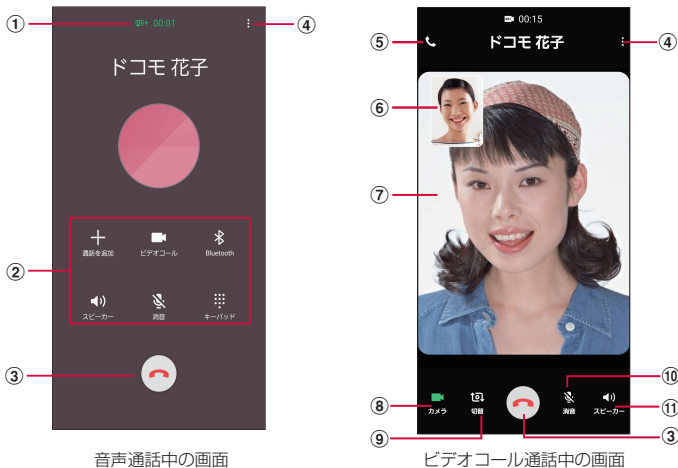 ① 00:01 ④
ドコモ 花子
②
通話を追加 ビデオコール Bluetooth
スピーカー 消音 キーパッド
③
音声通話中の画面
00:15
⑤ ドコモ 花子 ④
⑥
⑦
⑩
⑧ カメラ 切替 消音 スピーカー ⑪
⑨ ③
ビデオコール通話中の画面